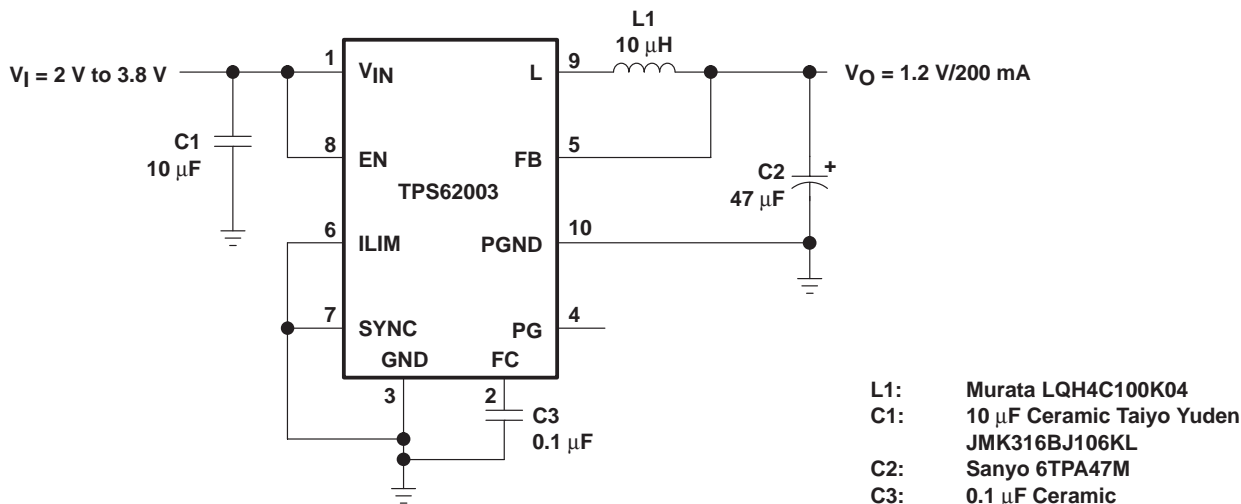 L1
10 μH
VI = 2 V to 3.8 V
1
VIN
L
9
VO = 1.2 V/200 mA
C1
10 μF
8
EN
FB
5
TPS62003
C2
47 μF
+
6
ILIM
PGND
10
7
SYNC
PG
4
GND
FC
3
2
C3
0.1 μF
L1: Murata LQH4C100K04
C1: 10 μF Ceramic Taiyo Yuden
JMK316BJ106KL
C2: Sanyo 6TPA47M
C3: 0.1 μF Ceramic